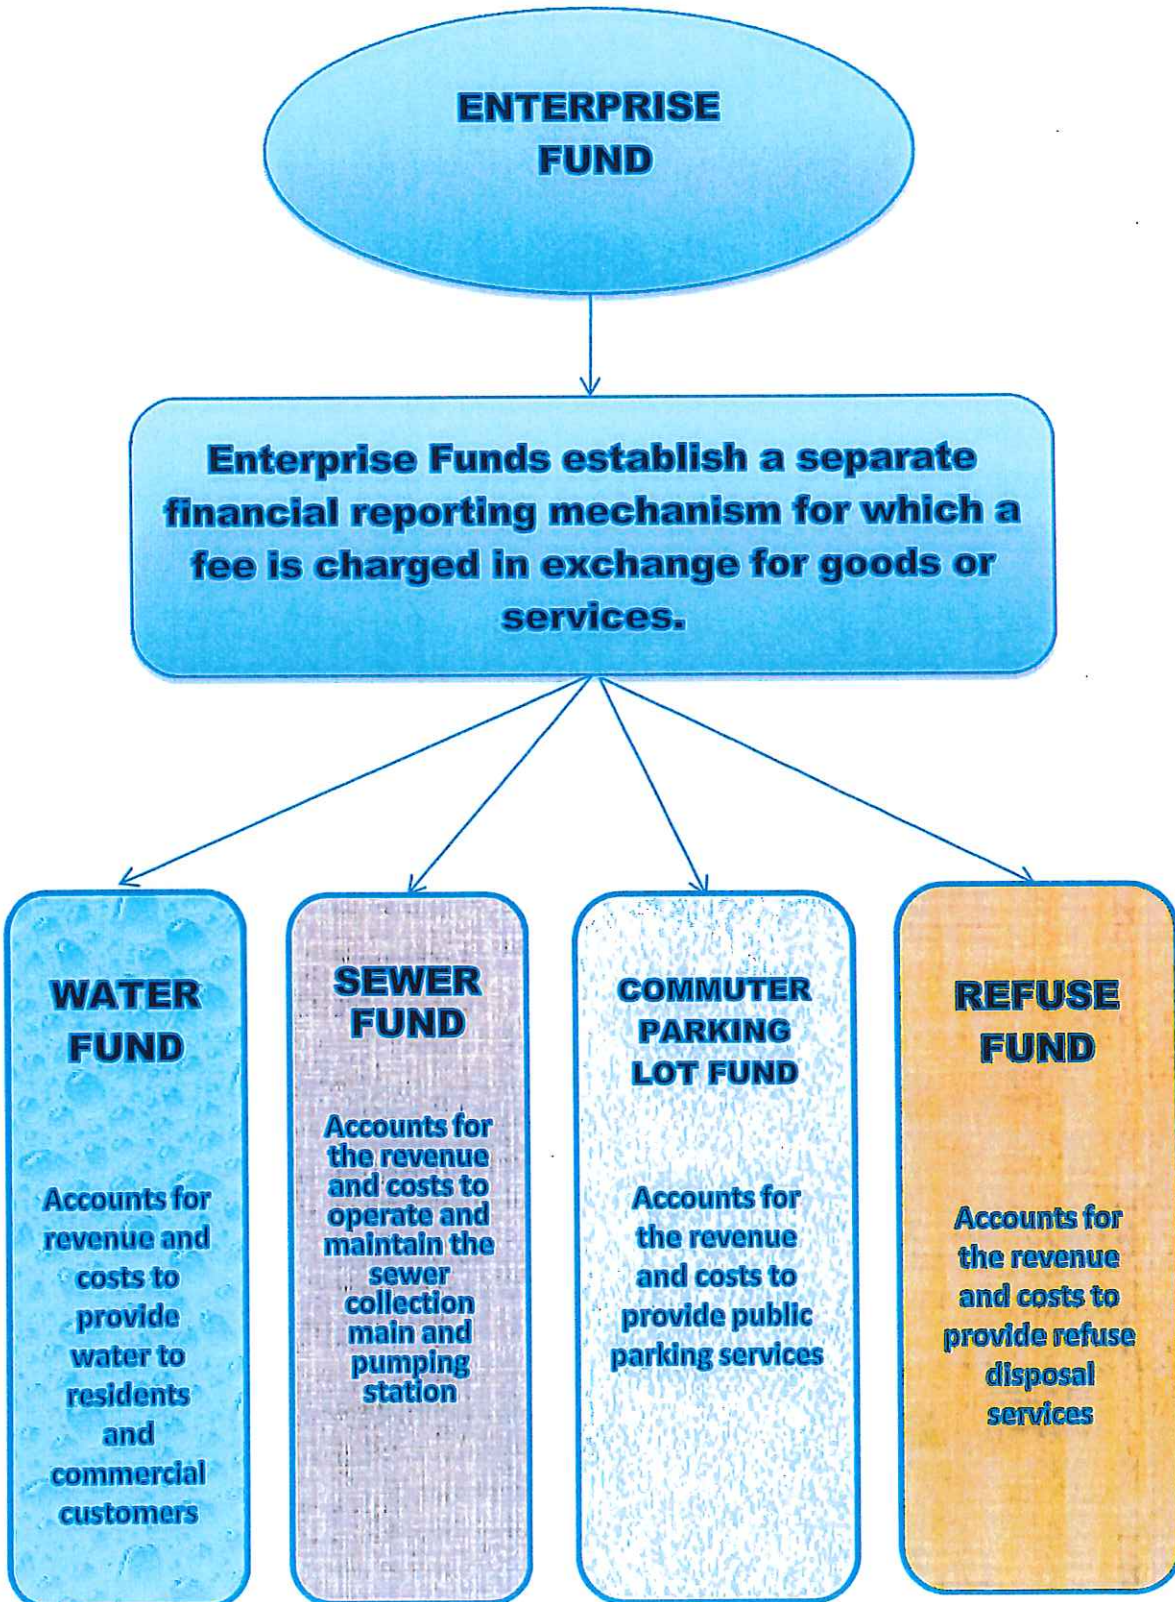 ENTERPRISE
FUND
Enterprise Funds establish a separate
financial reporting mechanism for which a
fee is charged in exchange for goods or
services.
WATER
FUND
Accounts for
revenue and
costs to
provide
water to
residents
and
commercial
customers
SEWER
FUND
Accounts for
the revenue
and costs to
operate and
maintain the
sewer
collection
main and
pumping
station
COMMUTER
PARKING
LOT FUND
Accounts for
the revenue
and costs to
provide public
parking services
REFUSE
FUND
Accounts for
the revenue
and costs to
provide refuse
disposal
services